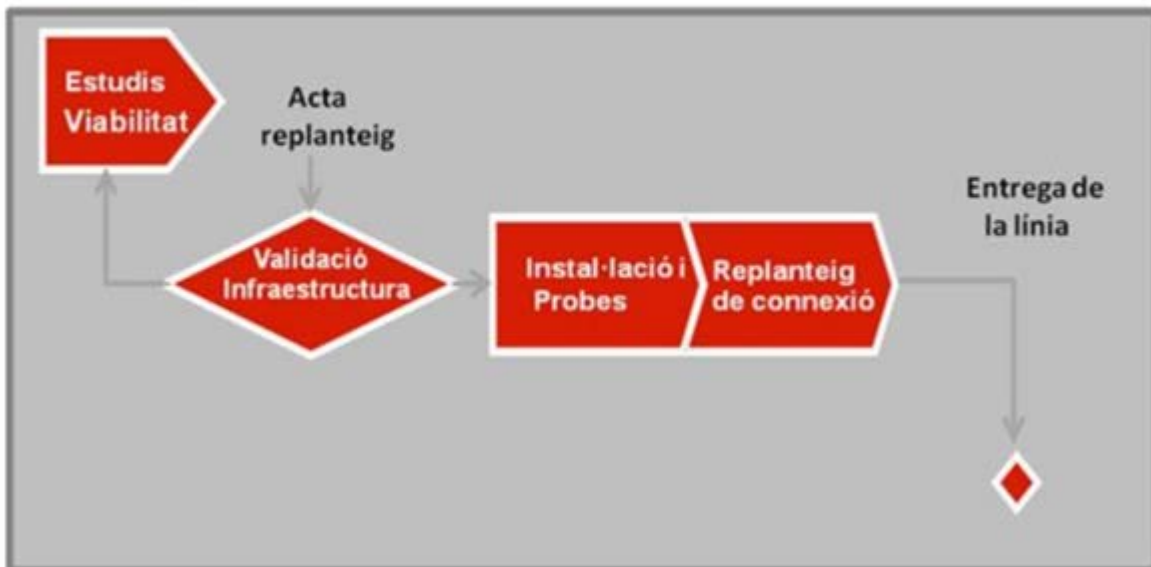 Estudis
Viabilitat
Acta
replanteig
Validació
Infraestructura
Instal·lació i
Probes
Replanteig
de connexió
Entrega de
la línia